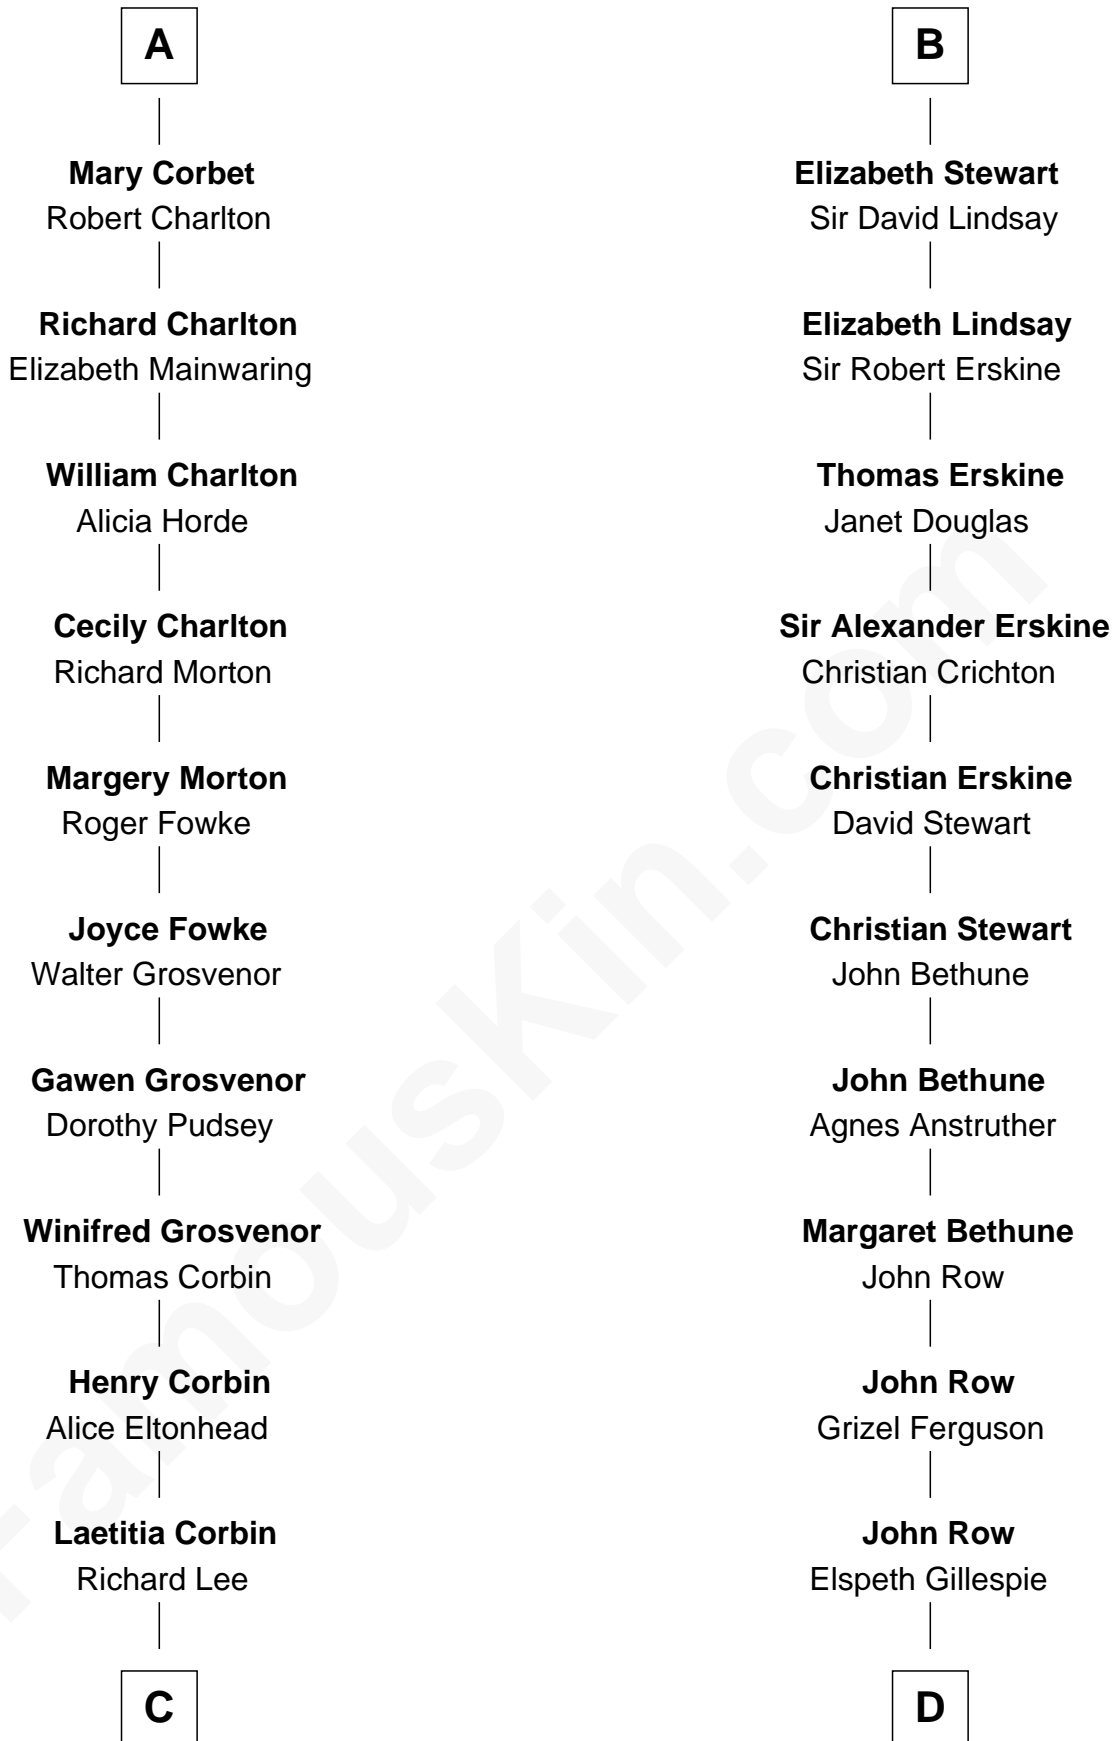 A
Mary Corbet
Robert Charlton
Richard Charlton
Elizabeth Mainwaring
William Charlton
Alicia Horde
Cecily Charlton
Richard Morton
Margery Morton
Roger Fowke
Joyce Fowke
Walter Grosvenor
Gawen Grosvenor
Dorothy Pudsey
Winifred Grosvenor
Thomas Corbin
Henry Corbin
Alice Eltonhead
Laetitia Corbin
Richard Lee
C
B
Elizabeth Stewart
Sir David Lindsay
Elizabeth Lindsay
Sir Robert Erskine
Thomas Erskine
Janet Douglas
Sir Alexander Erskine
Christian Crichton
Christian Erskine
David Stewart
Christian Stewart
John Bethune
John Bethune
Agnes Anstruther
Margaret Bethune
John Row
John Row
Grizel Ferguson
John Row
Elspeth Gillespie
D
FamousKin.com